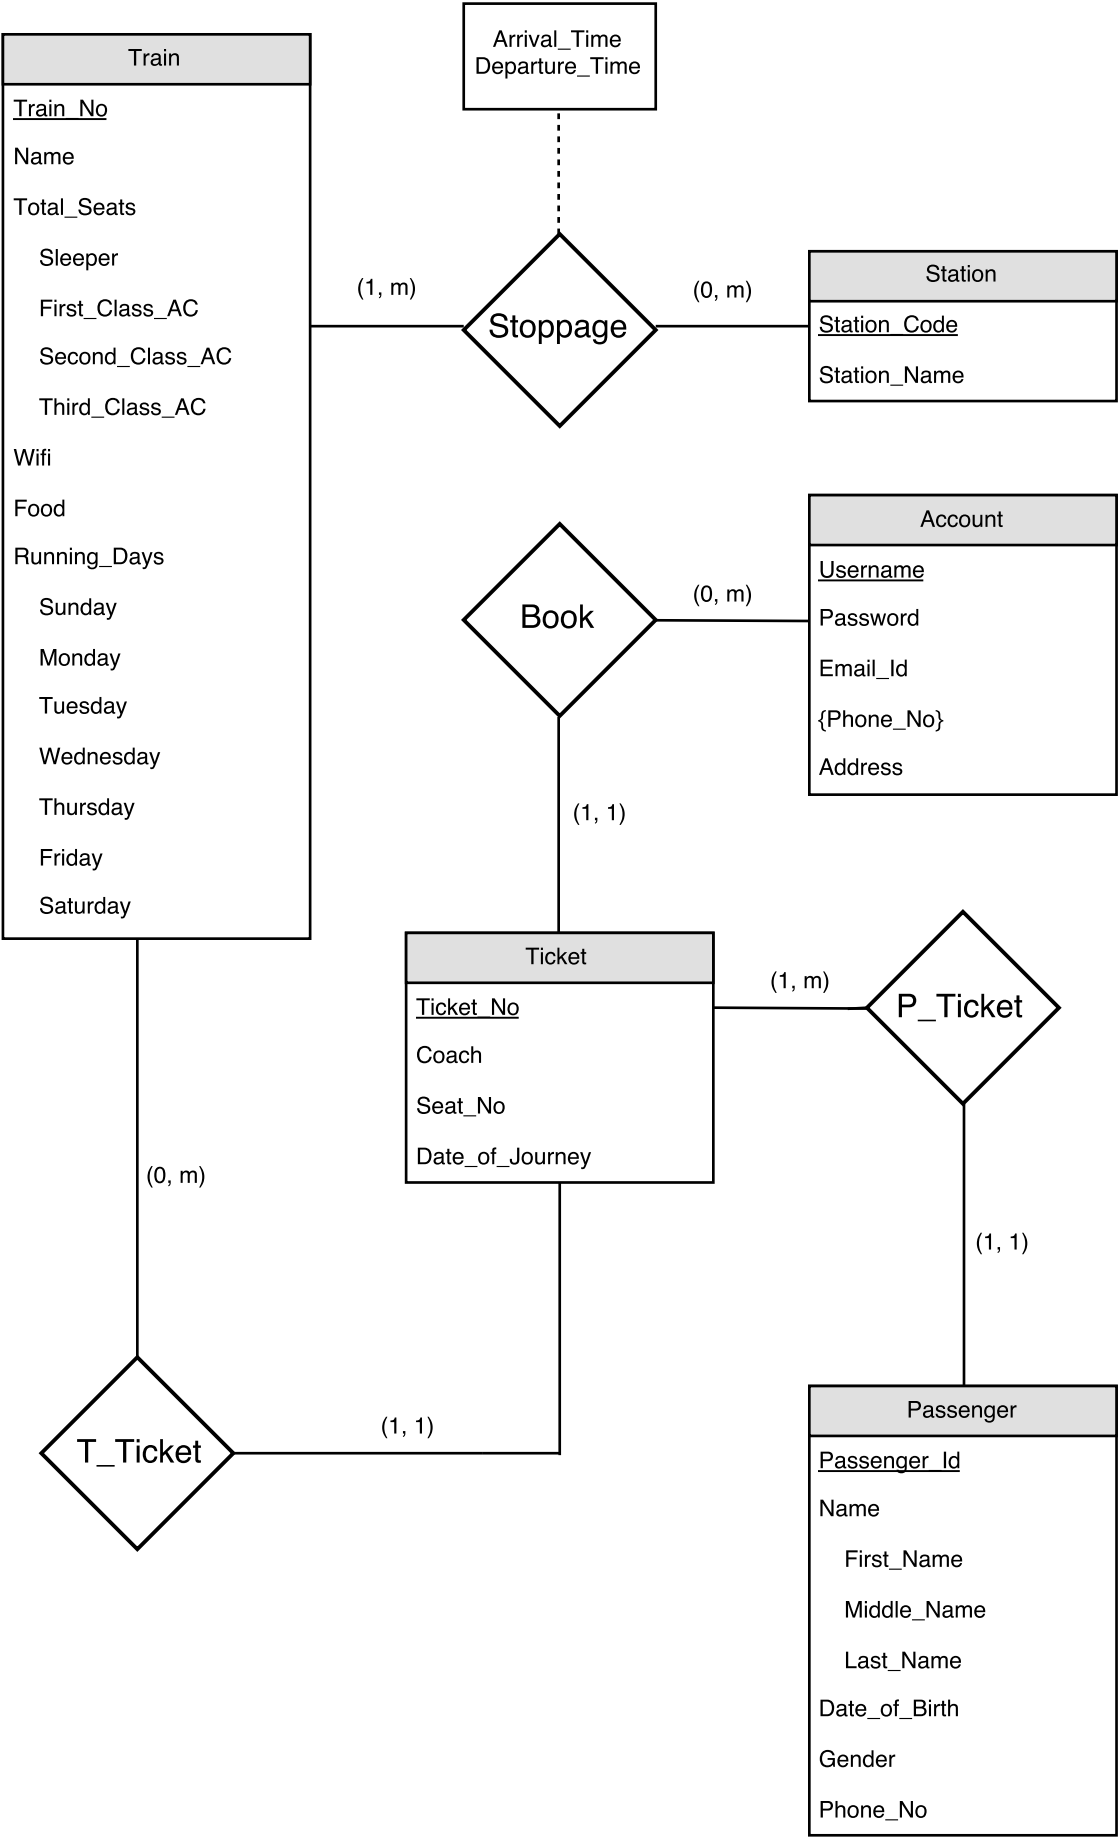 Arrival_Time
Departure_Time
Train
Train_No
Name
Total_Seats
Sleeper
First_Class_AC
Second_Class_AC
Third_Class_AC
Wifi
Food
Running_Days
Sunday
Monday
Tuesday
Wednesday
Thursday
Friday
Saturday
(1, m)
Stoppage
(0, m)
Station
Station_Code
Station_Name
Book
(0, m)
Account
Username
Password
Email_Id
{Phone_No}
Address
(1, 1)
Ticket
Ticket_No
Coach
Seat_No
Date_of_Journey
(1, m)
P_Ticket
(0, m)
(1, 1)
T_Ticket
(1, 1)
Passenger
Passenger_Id
Name
First_Name
Middle_Name
Last_Name
Date_of_Birth
Gender
Phone_No